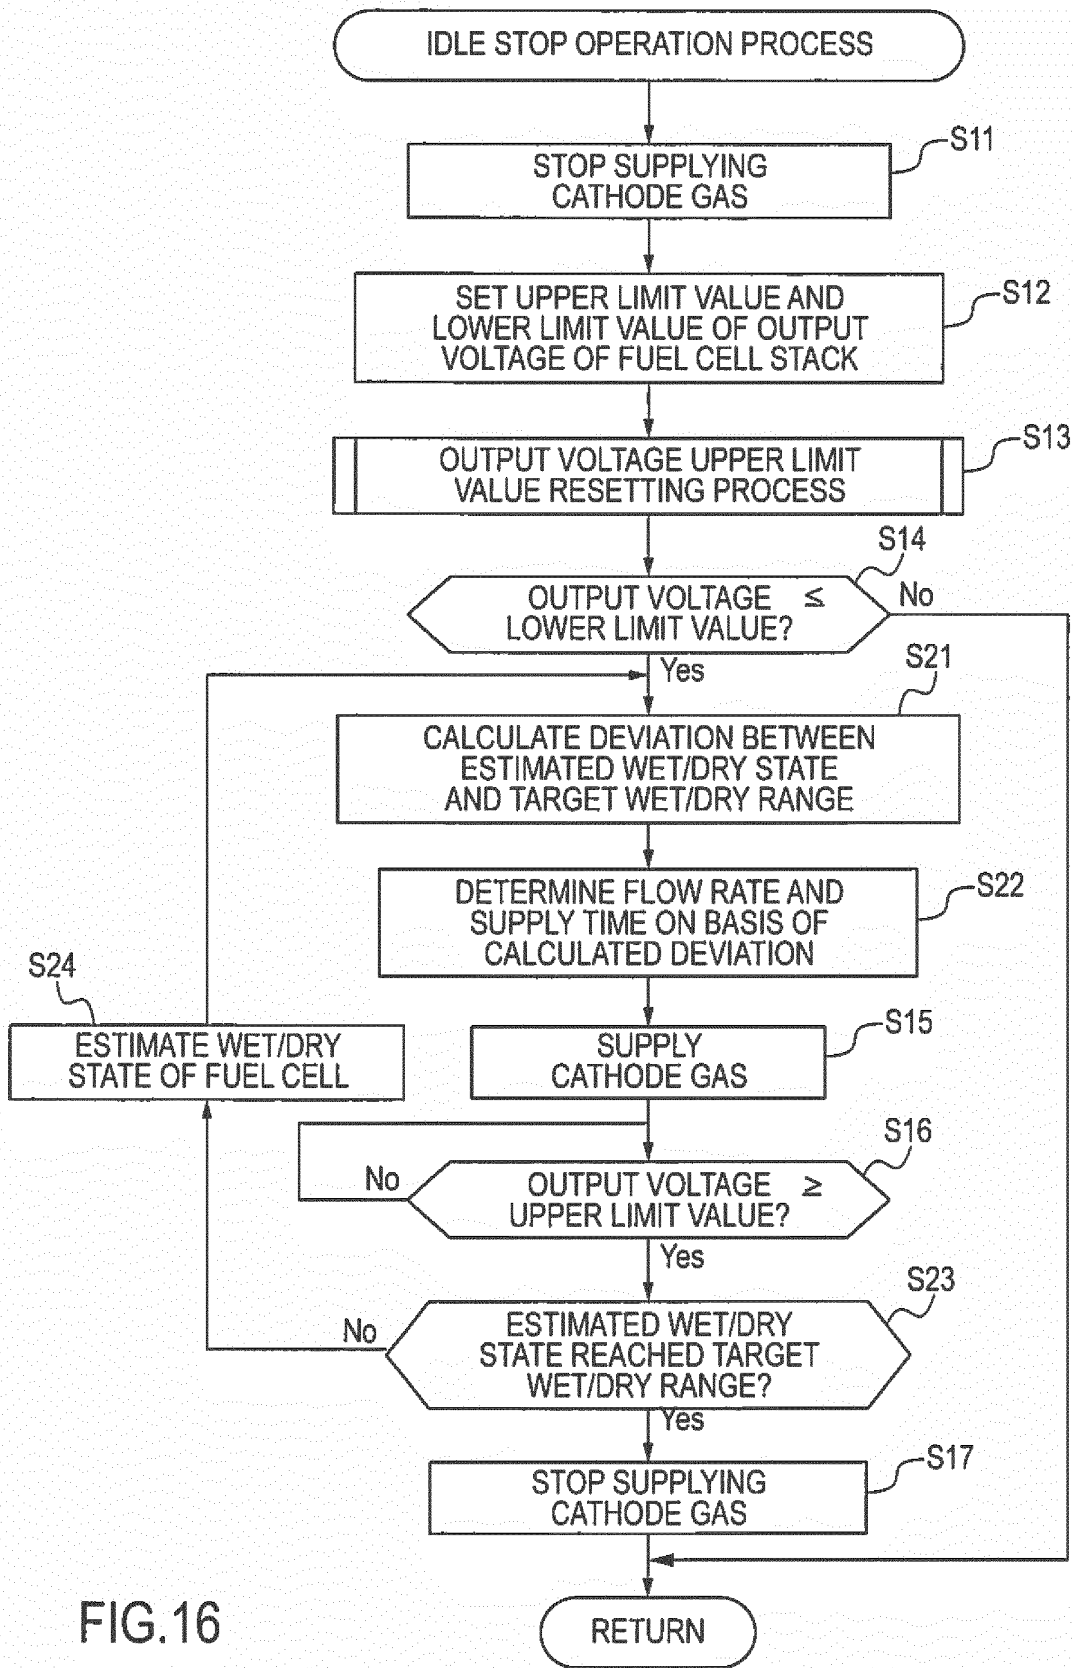 IDLE STOP OPERATION PROCESS
S11
STOP SUPPLYING
CATHODE GAS
S12
SET UPPER LIMIT VALUE AND
LOWER LIMIT VALUE OF OUTPUT
VOLTAGE OF FUEL CELL STACK
S13
OUTPUT VOLTAGE UPPER LIMIT
VALUE RESETTING PROCESS
S14
OUTPUT VOLTAGE ≤
LOWER LIMIT VALUE?
No
Yes
S21
CALCULATE DEVIATION BETWEEN
ESTIMATED WET/DRY STATE
AND TARGET WET/DRY RANGE
S22
DETERMINE FLOW RATE AND
SUPPLY TIME ON BASIS OF
CALCULATED DEVIATION
S24
ESTIMATE WET/DRY
STATE OF FUEL CELL
S15
SUPPLY
CATHODE GAS
S16
No
OUTPUT VOLTAGE ≥
UPPER LIMIT VALUE?
Yes
S23
No
ESTIMATED WET/DRY
STATE REACHED TARGET
WET/DRY RANGE?
Yes
S17
STOP SUPPLYING
CATHODE GAS
RETURN
FIG.16